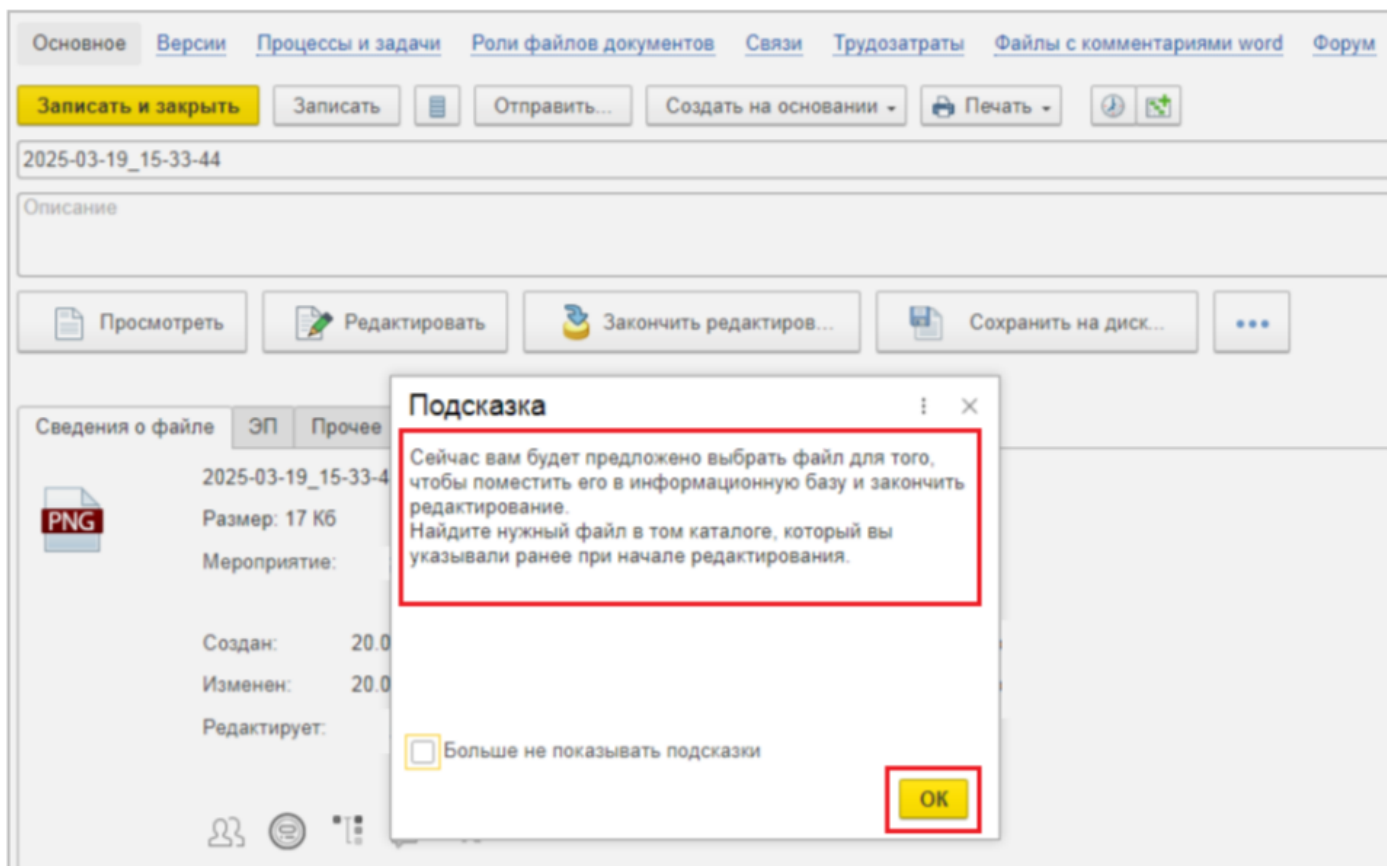 Основное Версии Процессы и задачи Роли файлов документов Связи Трудозатраты Файлы с комментариями word Форум
Записать и закрыть Записать Отправить... Создать на основании Печать
2025-03-19_15-33-44
Описание
Просмотреть Редактировать Закончить редактиров... Сохранить на диск...
Подсказка
Сведения о файле ЭП Прочее
Сейчас вам будет предложено выбрать файл для того,
чтобы поместить его в информационную базу и закончить
редактирование.
Найдите нужный файл в том каталоге, который вы
указывали ранее при начале редактирования.
2025-03-19_15-33-4
PNG
Размер: 17 Кб
Мероприятие:
Создан: 20.0
Изменен: 20.0
Редактирует:
Больше не показывать подсказки
ОК